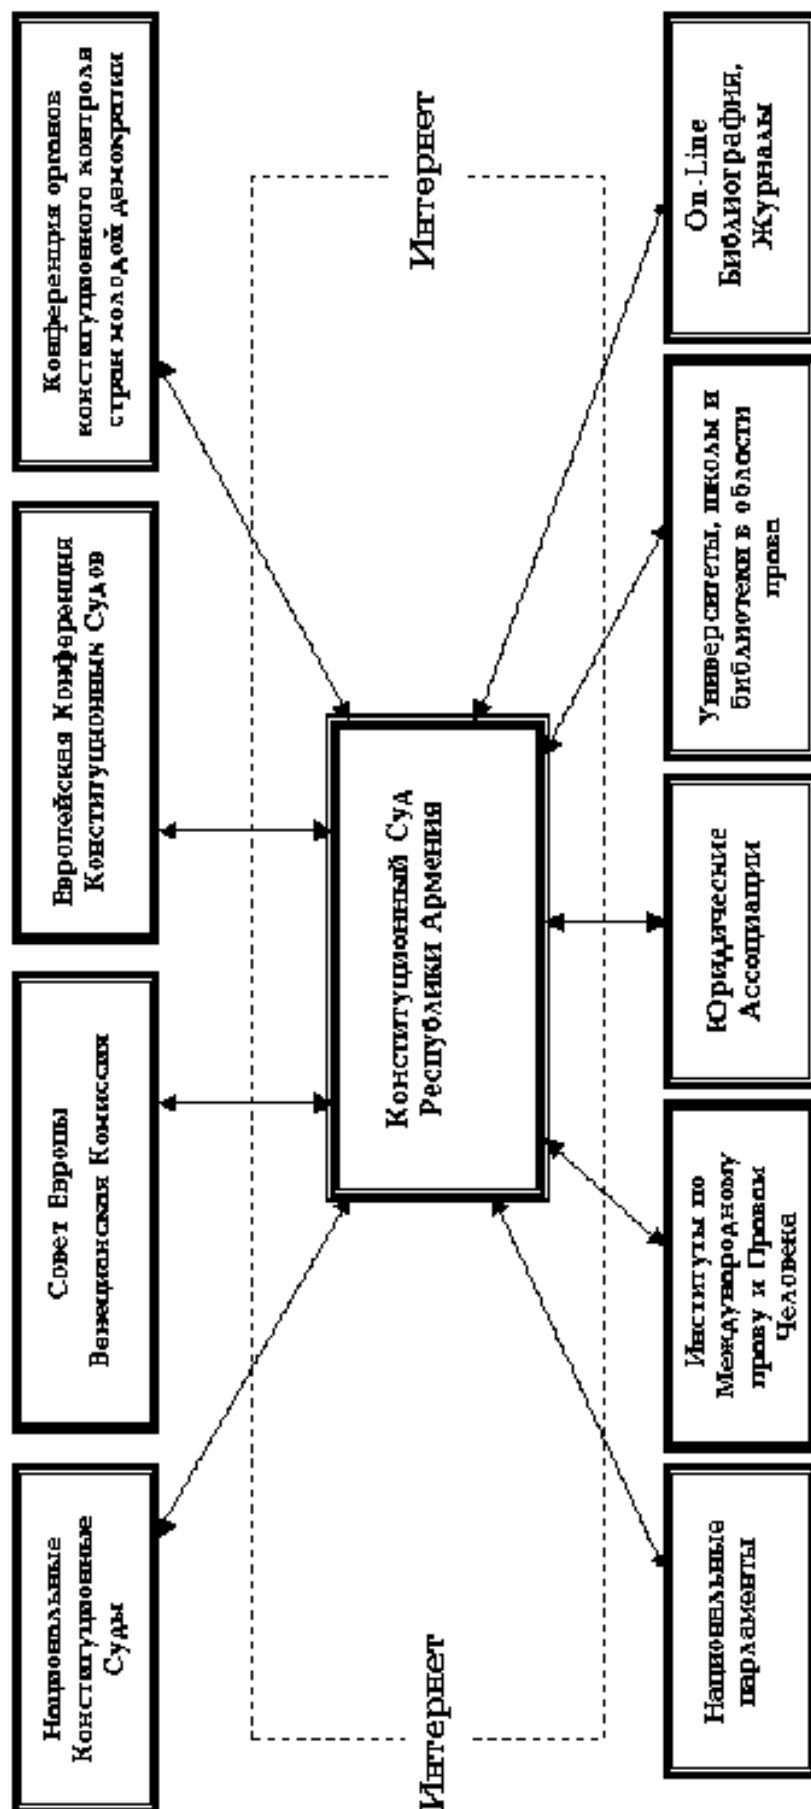 Национальные
Конституционные
Суды
Совет Европы
Венецианская Комиссия
Европейская Конференция
Конституционных Судов
Конференция органов
конституционного контроля
стран молодой демократии
Интернет
Интернет
Конституционный Суд
Республики Армения
Национальные
парламенты
Институты по
Международному
праву и Правам
Человека
Юридические
Ассоциации
Университеты, школы и
библиотеки в области
права
On-Line
Библиография,
Журналы